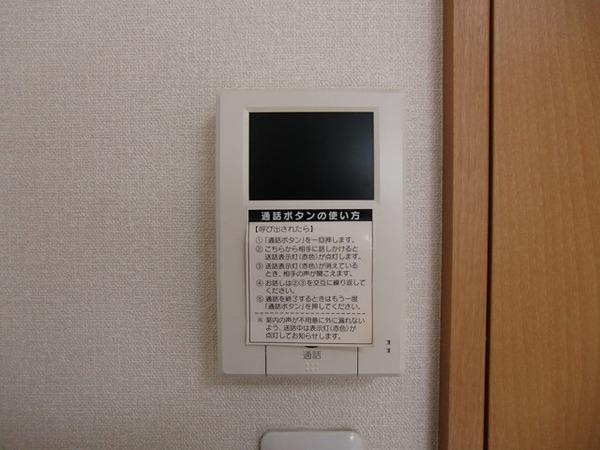 通話ボタンの使い方
【呼び出されたら】
① 「通話ボタン」を一回押します。
② こちらから相手に話しかけると
送話表示灯(赤色)が点灯します。
③ 送話表示灯(赤色)が消えている
とき、相手の声が聞こえます。
④ お話しは②③を交互に繰り返して
ください。
⑤ 通話を終了するときはもう一度
「通話ボタン」を押してください。
※ 室内の声が不用意に外に漏れない
よう、送話中は表示灯(赤色)が
点灯してお知らせします。
通話